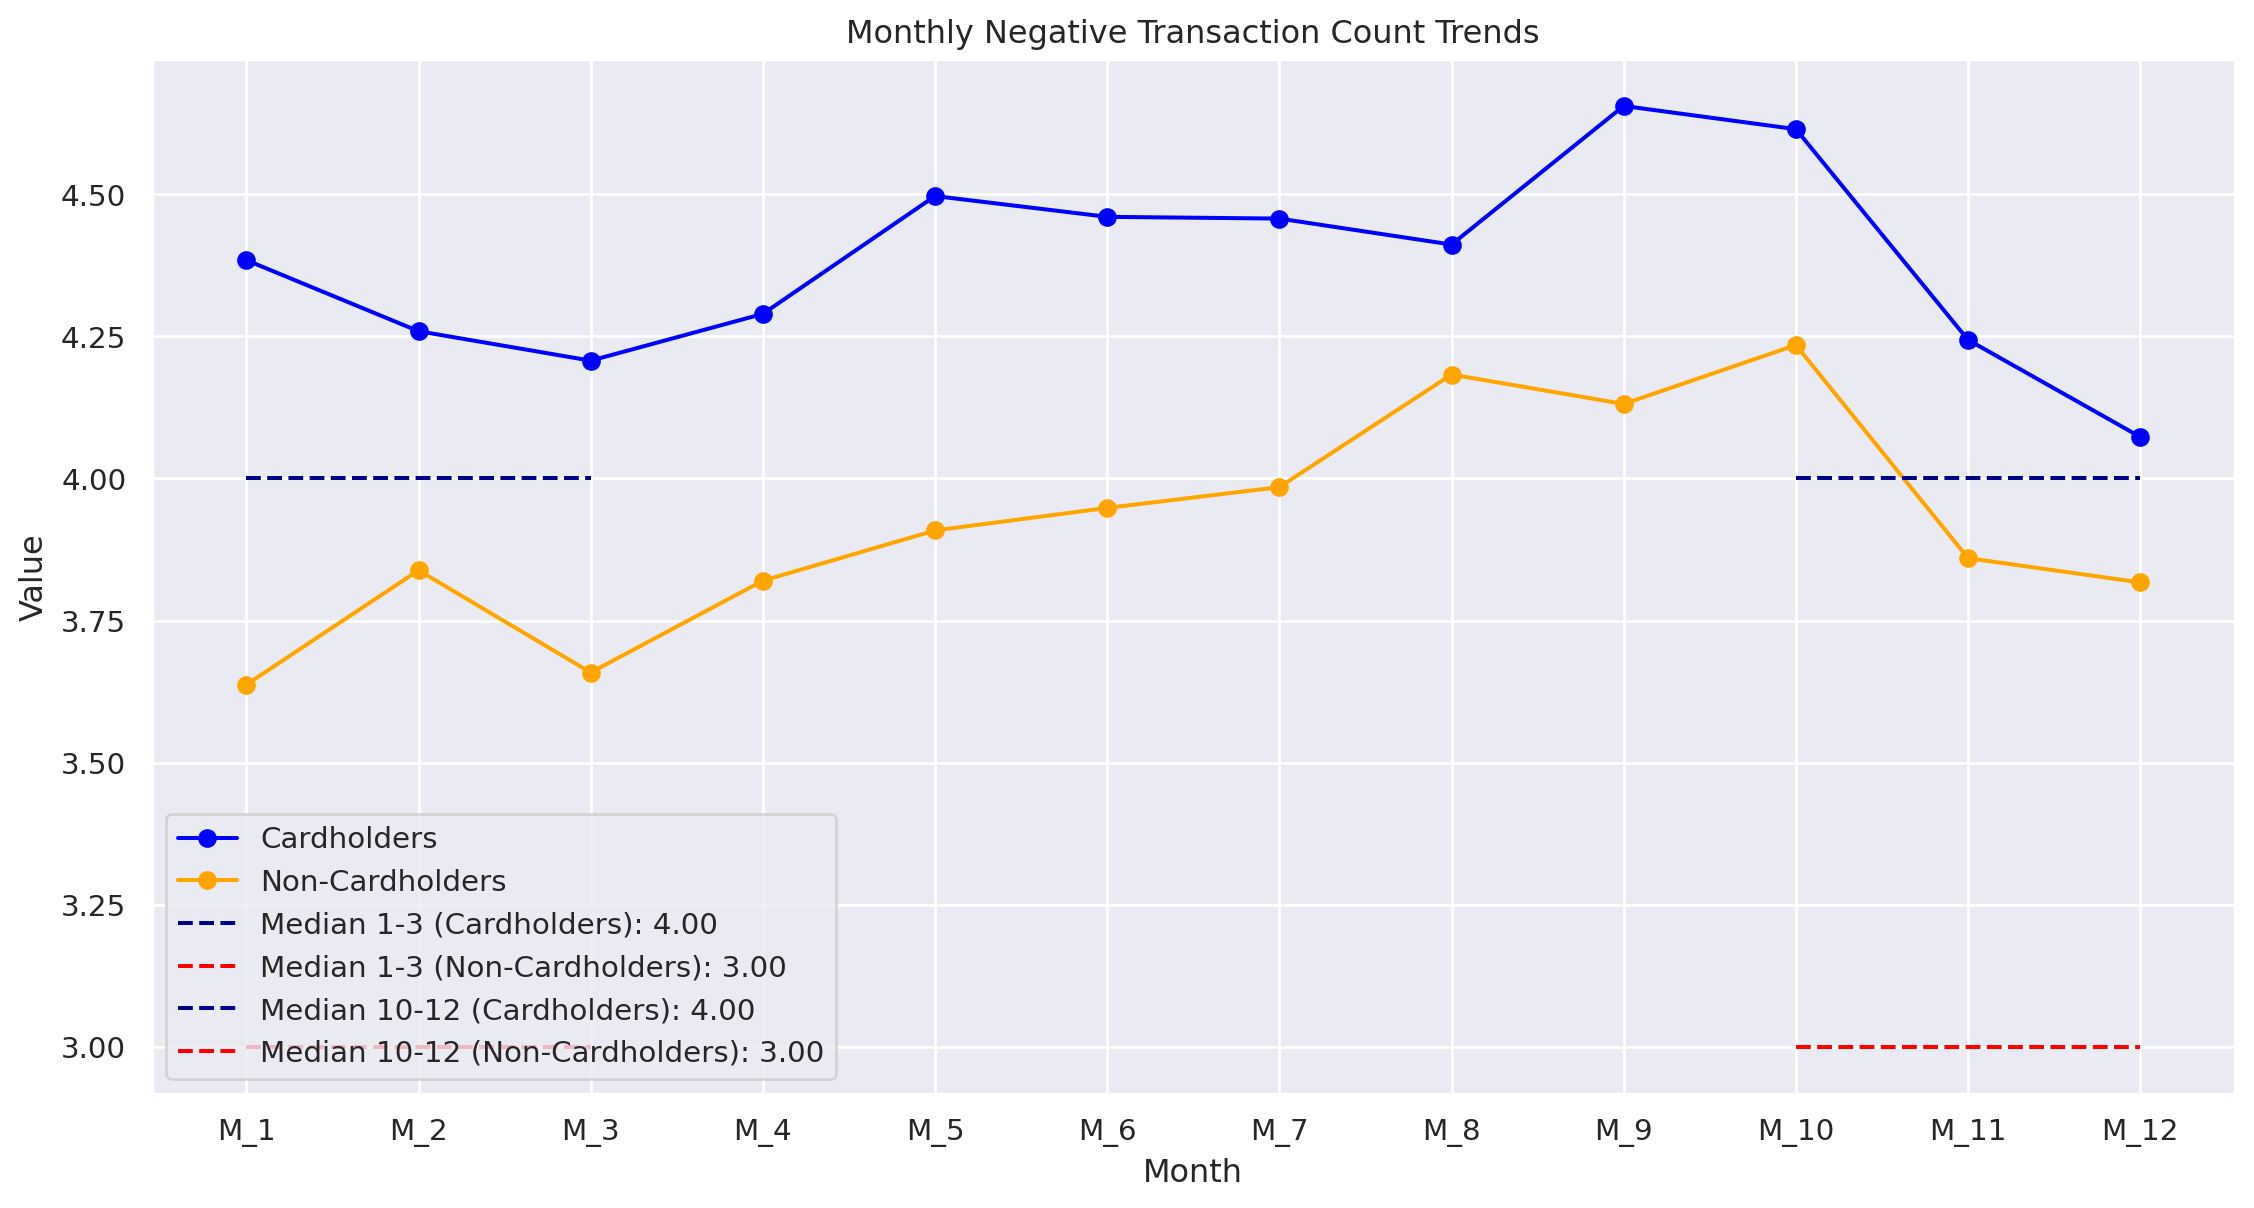 Monthly Negative Transaction Count Trends
Value
4.50
4.25
4.00
3.75
3.50
3.25
3.00
Cardholders
Non-Cardholders
Median 1-3 (Cardholders): 4.00
Median 1-3 (Non-Cardholders): 3.00
Median 10-12 (Cardholders): 4.00
Median 10-12 (Non-Cardholders): 3.00
M_1 M_2 M_3 M_4 M_5 M_6 M_7 M_8 M_9 M_10 M_11 M_12
Month